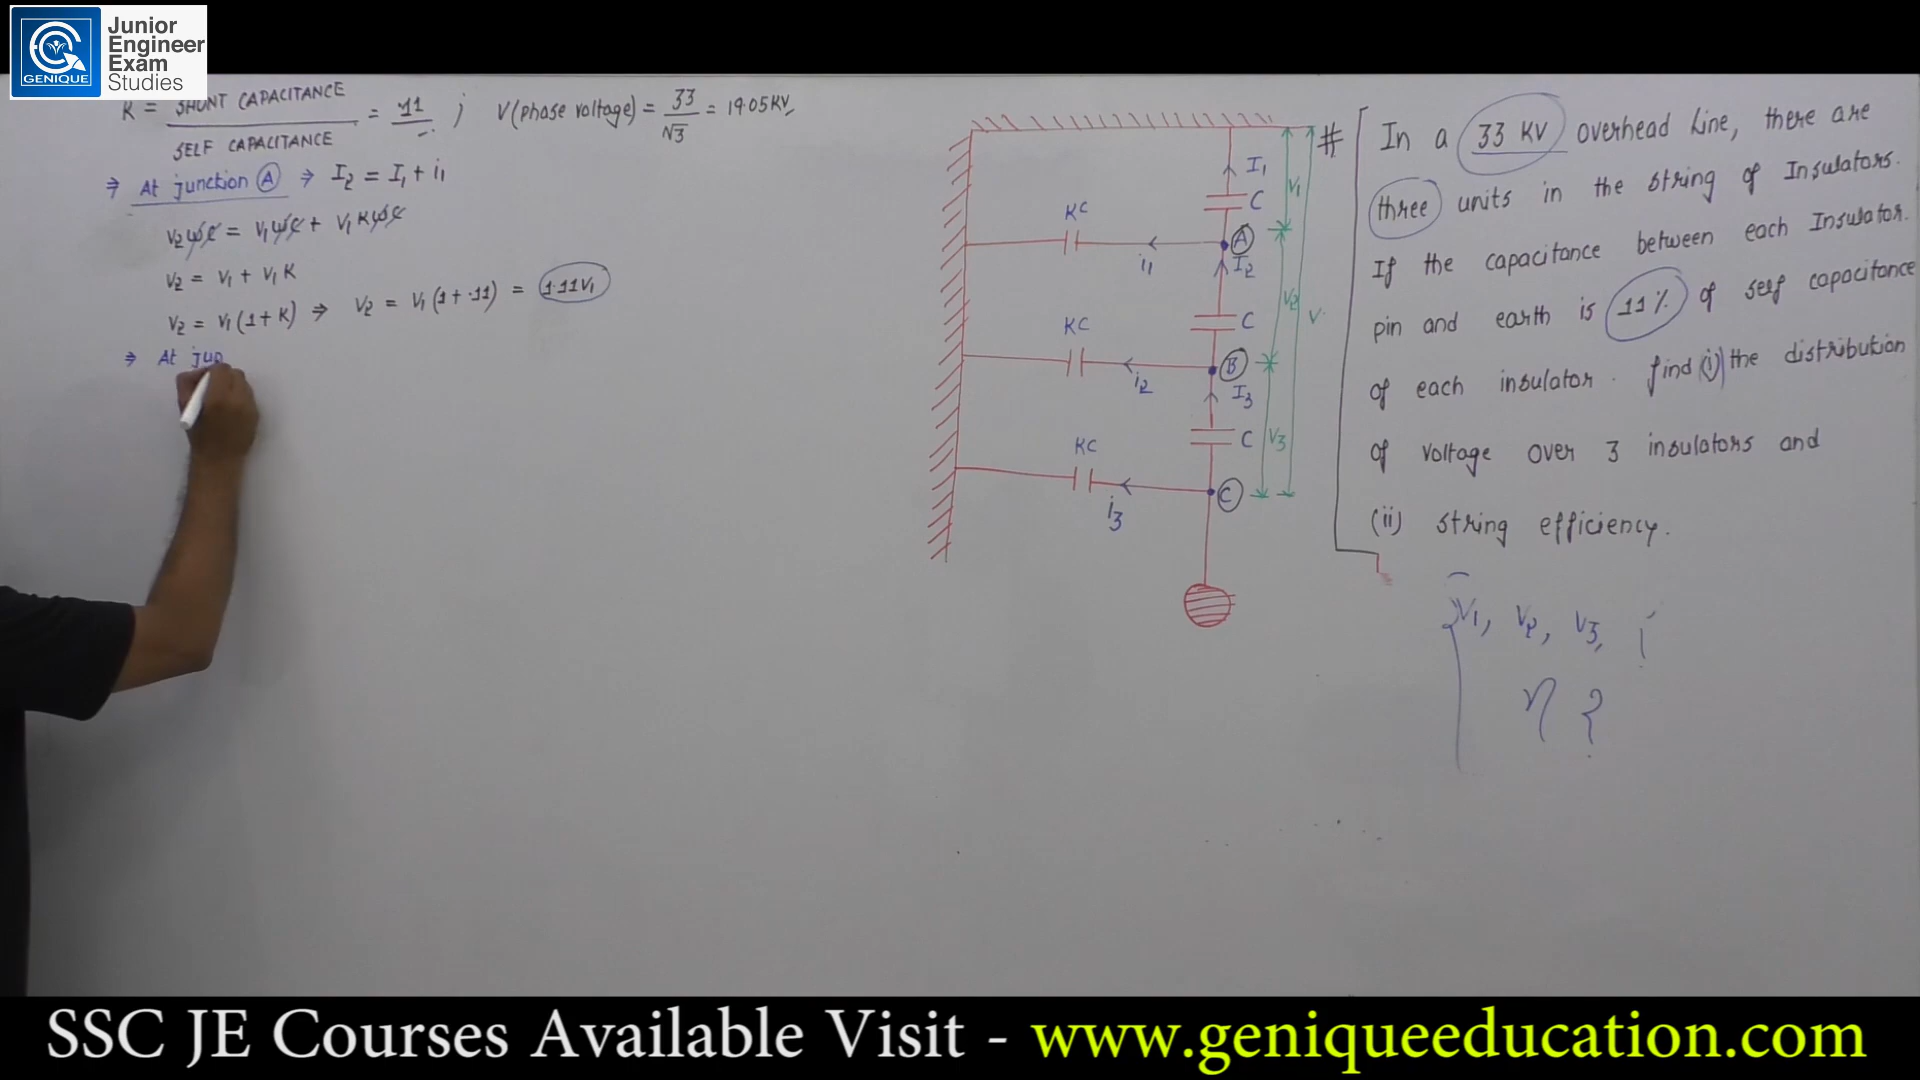 Junior
Engineer
Exam
Studies
GENIQUE
K = SHUNT CAPACITANCE / SELF CAPACITANCE = .11 ; V(phase voltage) = 33/√3 = 19.05KV
⇒ At junction A ⇒ I2 = I1 + i1
V2ωC = V1ωC + V1KωC
V2 = V1 + V1K
V2 = V1(1+K) ⇒ V2 = V1(1+.11) = 1.11V1
⇒ At jun
I1
C
V1
KC
A
i1
I2
C
V2
V
KC
B
i2
I3
C
V3
KC
C
i3
# In a 33 KV overhead line, there are
three units in the string of Insulators.
If the capacitance between each Insulator
pin and earth is 11% of self capacitance
of each insulator. find (i) the distribution
of voltage over 3 insulators and
(ii) string efficiency.
V1, V2, V3,
η ?
SSC JE Courses Available Visit - www.geniqueeducation.com